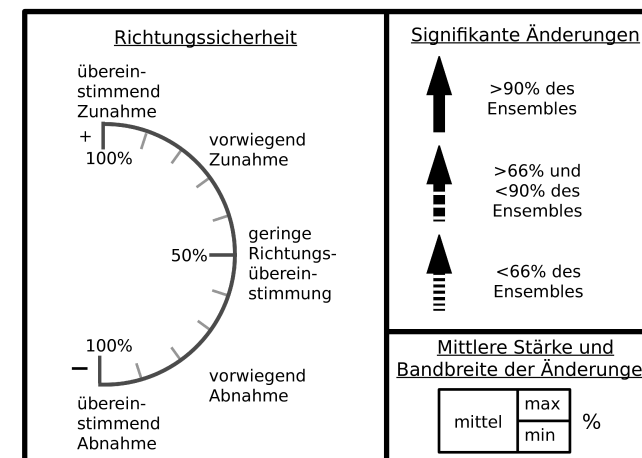 Richtungssicherheit
überein-
stimmend
Zunahme
+
100%
vorwiegend
Zunahme
50%
geringe
Richtungs-
überein-
stimmung
100%
–
vorwiegend
Abnahme
überein-
stimmend
Abnahme
Signifikante Änderungen
>90% des
Ensembles
>66% und
<90% des
Ensembles
<66% des
Ensembles
Mittlere Stärke und
Bandbreite der Änderunge
mittel
max
min
%